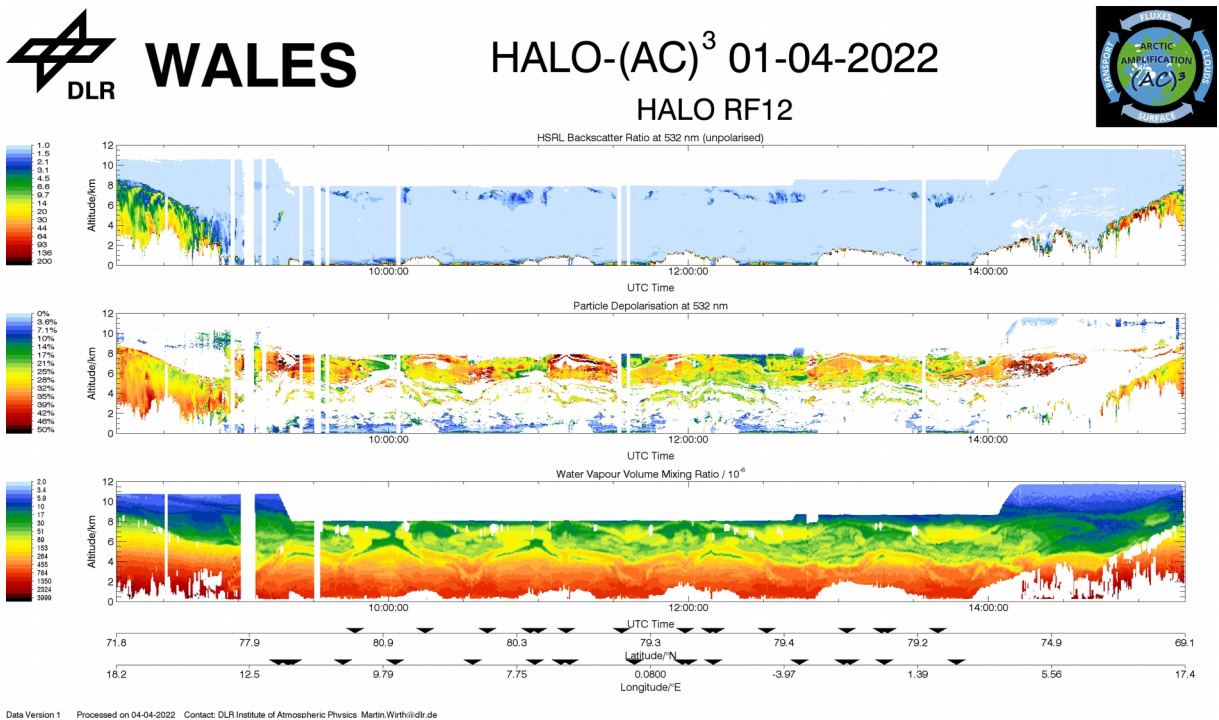 DLR
WALES
HALO-(AC)³ 01-04-2022
HALO RF12
FLUXES
CLOUDS
SURFACE
TRANSPORT
ARCTIC
AMPLIFICATION
(AC)³
HSRL Backscatter Ratio at 532 nm (unpolarised)
1.0
1.5
2.1
3.1
4.5
6.6
9.7
14
20
30
44
64
93
136
200
Altitude/km
12
10
8
6
4
2
0
10:00:00 12:00:00 14:00:00
UTC Time
Particle Depolarisation at 532 nm
0%
3.6%
7.1%
10%
14%
17%
21%
25%
28%
32%
35%
39%
42%
46%
50%
Altitude/km
12
10
8
6
4
2
0
10:00:00 12:00:00 14:00:00
UTC Time
Water Vapour Volume Mixing Ratio / 10⁻⁶
2.0
3.4
5.9
10
17
30
51
89
153
264
455
784
1350
2324
3999
Altitude/km
12
10
8
6
4
2
0
10:00:00 12:00:00 14:00:00
UTC Time
71.8 77.9 80.9 80.3 79.3 79.4 79.2 74.9 69.1
Latitude/°N
18.2 12.5 9.79 7.75 0.0800 -3.97 1.39 5.56 17.4
Longitude/°E
Data Version 1 Processed on 04-04-2022 Contact: DLR Institute of Atmospheric Physics Martin.Wirth@dlr.de